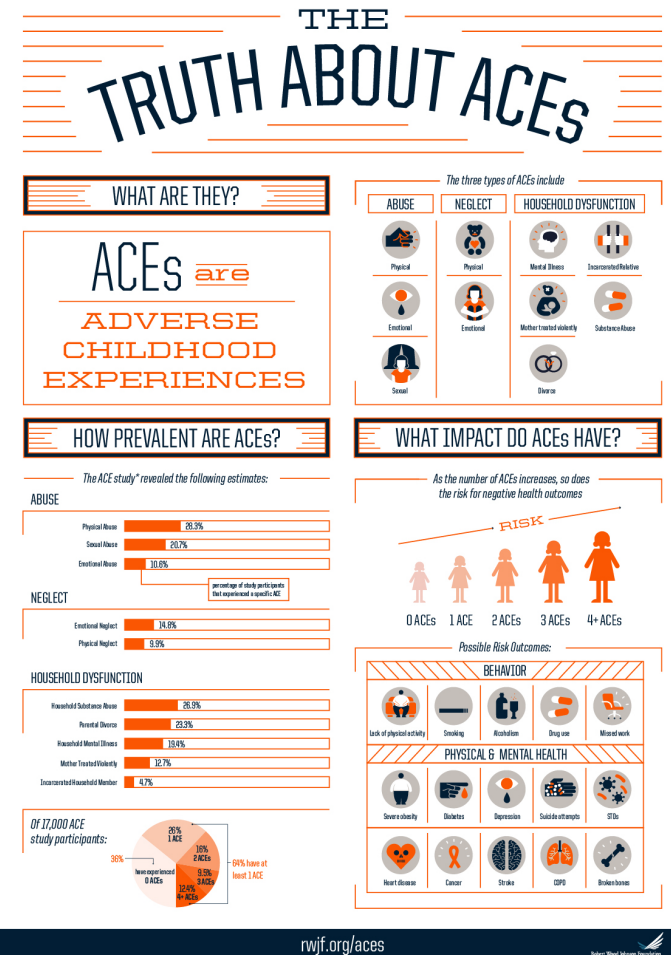 THE
TRUTH ABOUT ACEs
WHAT ARE THEY?
ACEs are
ADVERSE
CHILDHOOD
EXPERIENCES
The three types of ACEs include
ABUSE
NEGLECT
HOUSEHOLD DYSFUNCTION
Physical
Physical
Mental Illness
Incarcerated Relative
Emotional
Emotional
Mother treated violently
Substance Abuse
Sexual
Divorce
HOW PREVALENT ARE ACEs?
The ACE study* revealed the following estimates:
ABUSE
Physical Abuse 28.3%
Sexual Abuse 20.7%
Emotional Abuse 10.6%
percentage of study participants
that experienced a specific ACE
NEGLECT
Emotional Neglect 14.8%
Physical Neglect 9.9%
HOUSEHOLD DYSFUNCTION
Household Substance Abuse 26.9%
Parental Divorce 23.3%
Household Mental Illness 19.4%
Mother Treated Violently 12.7%
Incarcerated Household Member 4.7%
Of 17,000 ACE
study participants:
26%
1 ACE
16%
2 ACEs
9.5%
3 ACEs
12.4%
4+ ACEs
36%
have experienced
0 ACEs
64% have at
least 1 ACE
WHAT IMPACT DO ACEs HAVE?
As the number of ACEs increases, so does
the risk for negative health outcomes
RISK
0 ACEs
1 ACE
2 ACEs
3 ACEs
4+ ACEs
Possible Risk Outcomes:
BEHAVIOR
Lack of physical activity
Smoking
Alcoholism
Drug use
Missed work
PHYSICAL & MENTAL HEALTH
Severe obesity
Diabetes
Depression
Suicide attempts
STDs
Heart disease
Cancer
Stroke
COPD
Broken bones
rwjf.org/aces
Robert Wood Johnson Foundation